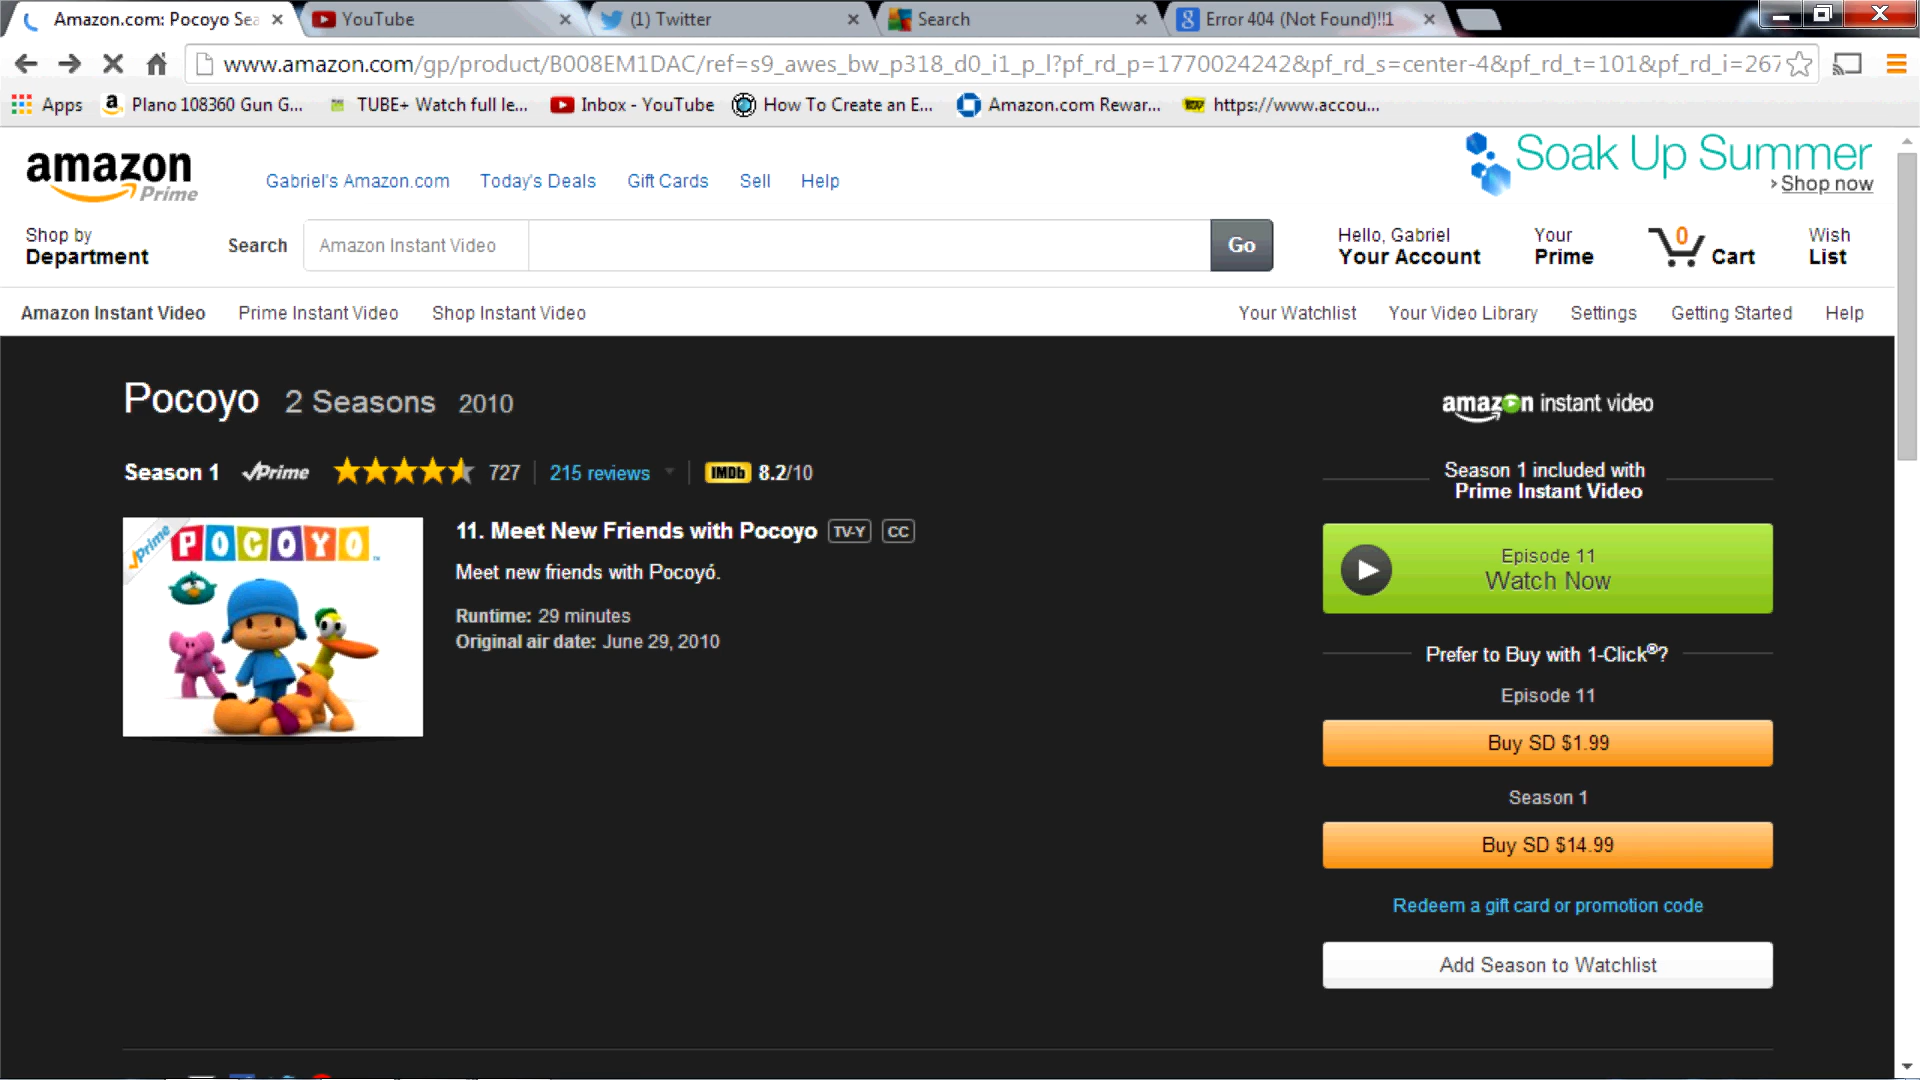 Amazon.com: Pocoyo Sea
YouTube
(1) Twitter
Search
Error 404 (Not Found)!!1
www.amazon.com/gp/product/B008EM1DAC/ref=s9_awes_bw_p318_d0_i1_p_l?pf_rd_p=1770024242&pf_rd_s=center-4&pf_rd_t=101&pf_rd_i=267
Apps
Plano 108360 Gun G...
TUBE+ Watch full le...
Inbox - YouTube
How To Create an E...
Amazon.com Rewar...
https://www.accou...
amazon Prime
Gabriel's Amazon.com
Today's Deals
Gift Cards
Sell
Help
Soak Up Summer
› Shop now
Shop by
Department
Search
Amazon Instant Video
Go
Hello, Gabriel
Your Account
Your
Prime
0
Cart
Wish
List
Amazon Instant Video
Prime Instant Video
Shop Instant Video
Your Watchlist
Your Video Library
Settings
Getting Started
Help
Pocoyo 2 Seasons 2010
Season 1 Prime 727 215 reviews IMDb 8.2/10
Prime
POCOYO™
11. Meet New Friends with Pocoyo TV-Y CC
Meet new friends with Pocoyó.
Runtime: 29 minutes
Original air date: June 29, 2010
amazon instant video
Season 1 included with
Prime Instant Video
Episode 11
Watch Now
Prefer to Buy with 1-Click®?
Episode 11
Buy SD $1.99
Season 1
Buy SD $14.99
Redeem a gift card or promotion code
Add Season to Watchlist